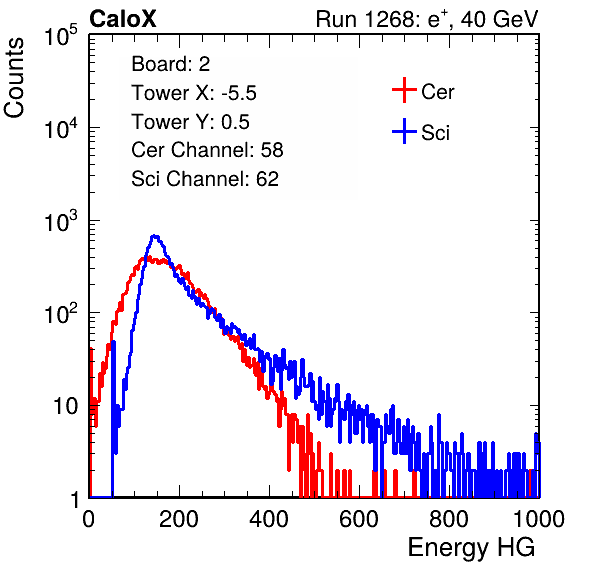 CaloX Run 1268: e⁺, 40 GeV
Counts
10⁵
10⁴
10³
10²
10
1
Board: 2
Tower X: -5.5
Tower Y: 0.5
Cer Channel: 58
Sci Channel: 62
Cer
Sci
0 200 400 600 800 1000
Energy HG